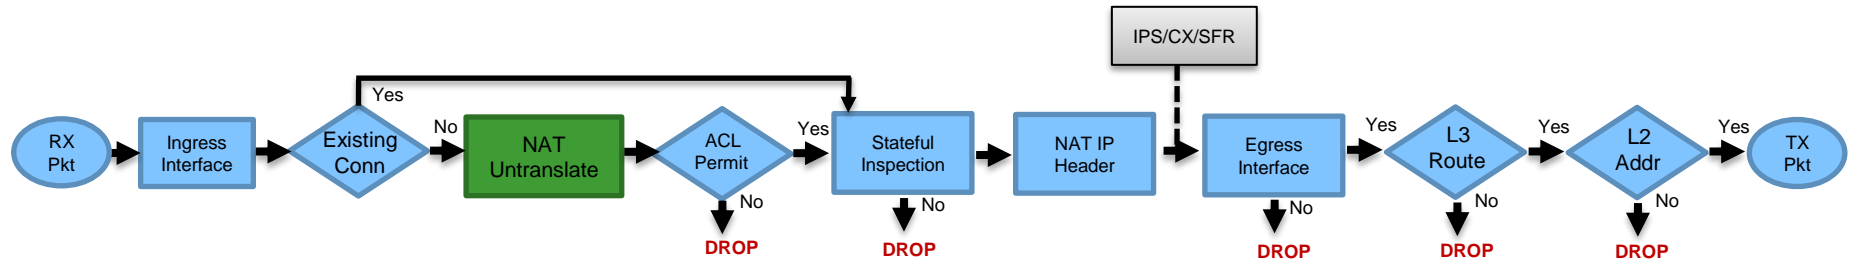 IPS/CX/SFR
Yes
RX
Pkt
Ingress
Interface
Existing
Conn
No
NAT
Untranslate
ACL
Permit
Yes
No
DROP
Stateful
Inspection
No
DROP
NAT IP
Header
Egress
Interface
No
DROP
Yes
L3
Route
No
DROP
Yes
L2
Addr
No
DROP
Yes
TX
Pkt